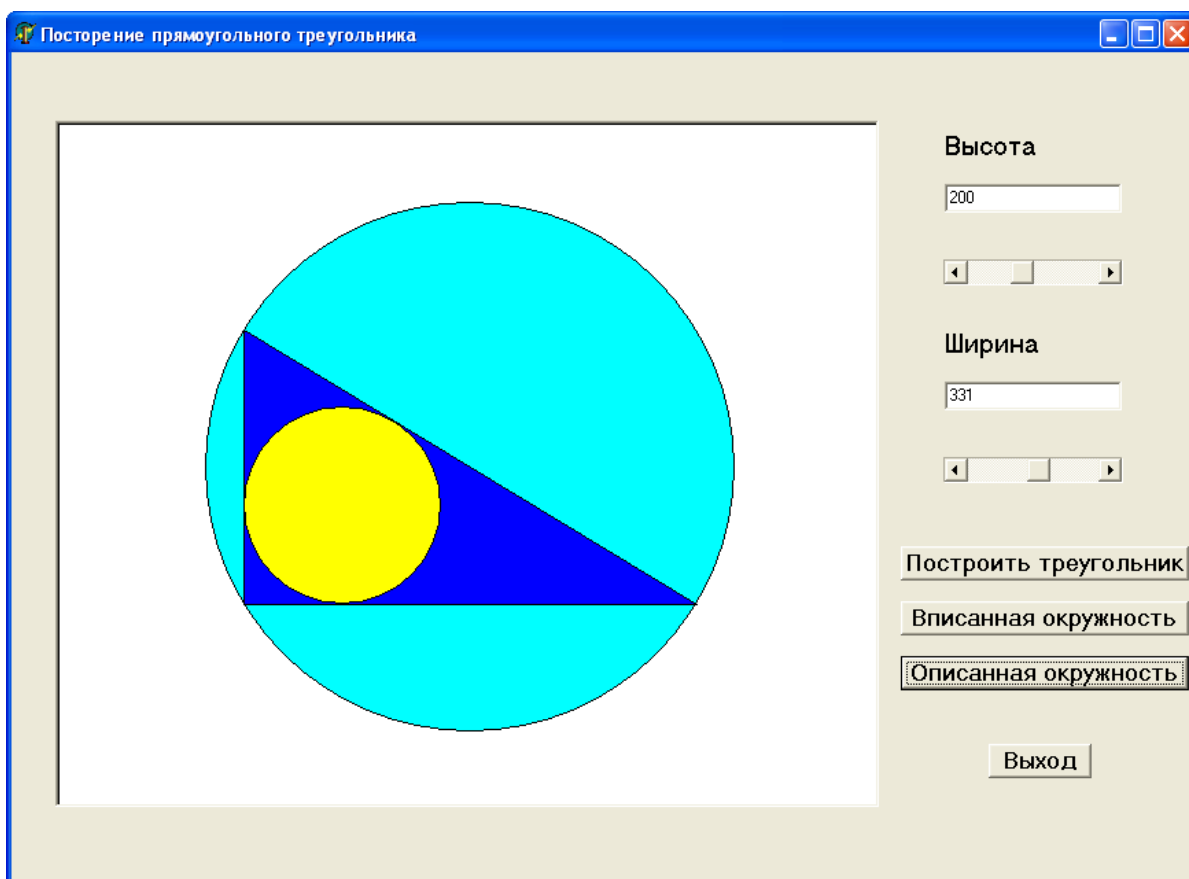 Посторение прямоугольного треугольника
Высота
200
Ширина
331
Построить треугольник
Вписанная окружность
Описанная окружность
Выход